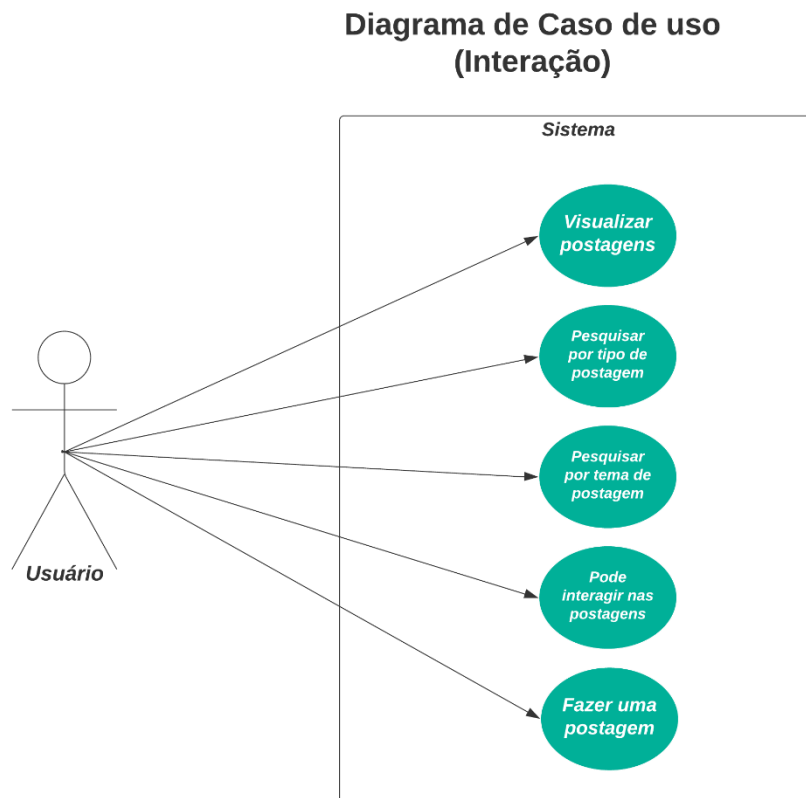 Diagrama de Caso de uso
(Interação)
Sistema
Visualizar
postagens
Pesquisar
por tipo de
postagem
Pesquisar
por tema de
postagem
Pode
interagir nas
postagens
Usuário
Fazer uma
postagem